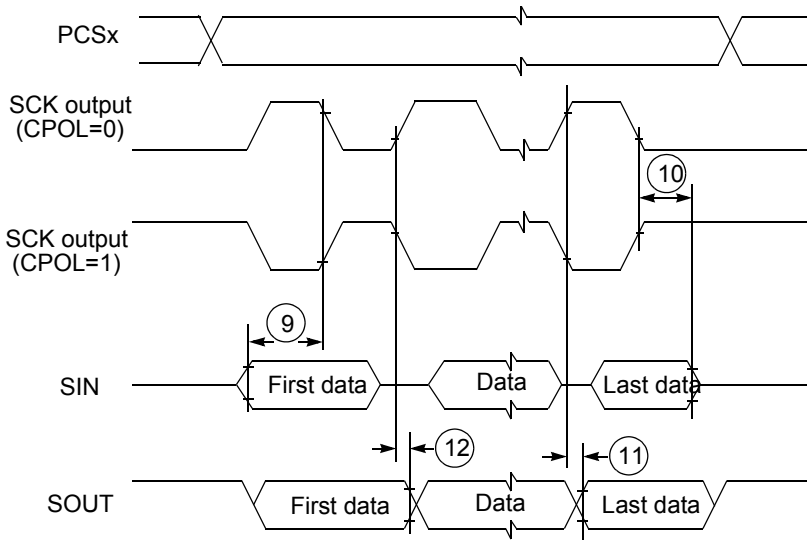 PCSx
SCK output
(CPOL=0)
10
SCK output
(CPOL=1)
9
SIN
First data
Data
Last data
12
11
SOUT
First data
Data
Last data